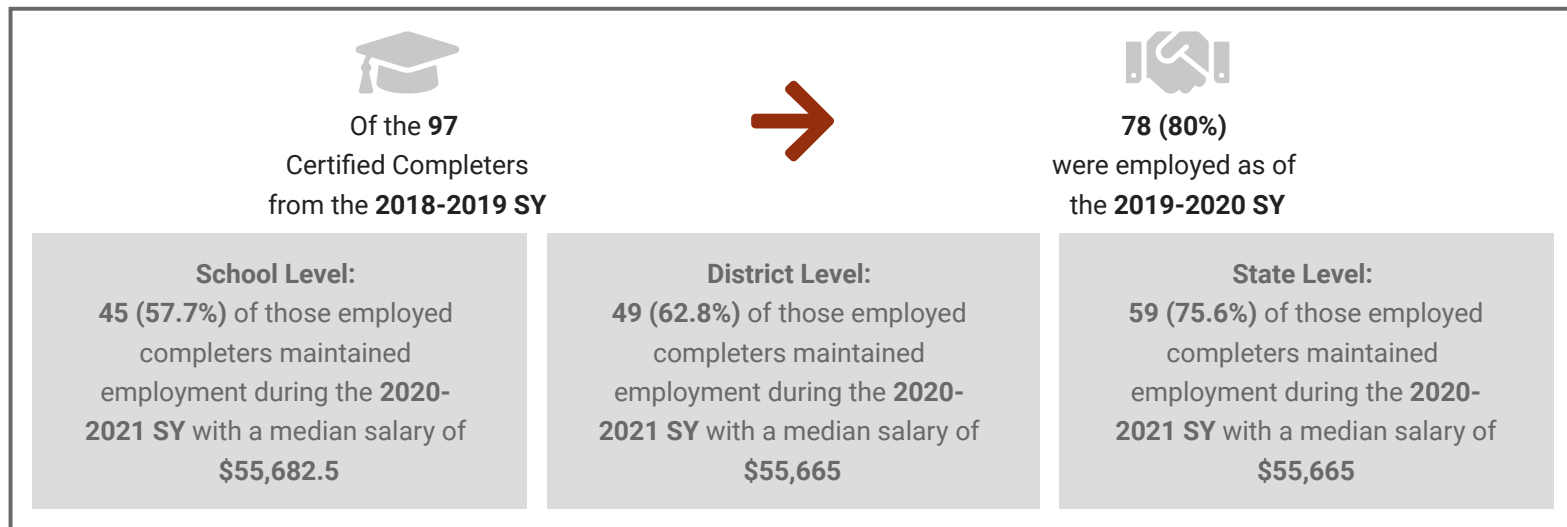 Of the 97
Certified Completers
from the 2018-2019 SY
78 (80%)
were employed as of
the 2019-2020 SY
School Level:
45 (57.7%) of those employed
completers maintained
employment during the 2020-
2021 SY with a median salary of
$55,682.5
District Level:
49 (62.8%) of those employed
completers maintained
employment during the 2020-
2021 SY with a median salary of
$55,665
State Level:
59 (75.6%) of those employed
completers maintained
employment during the 2020-
2021 SY with a median salary of
$55,665